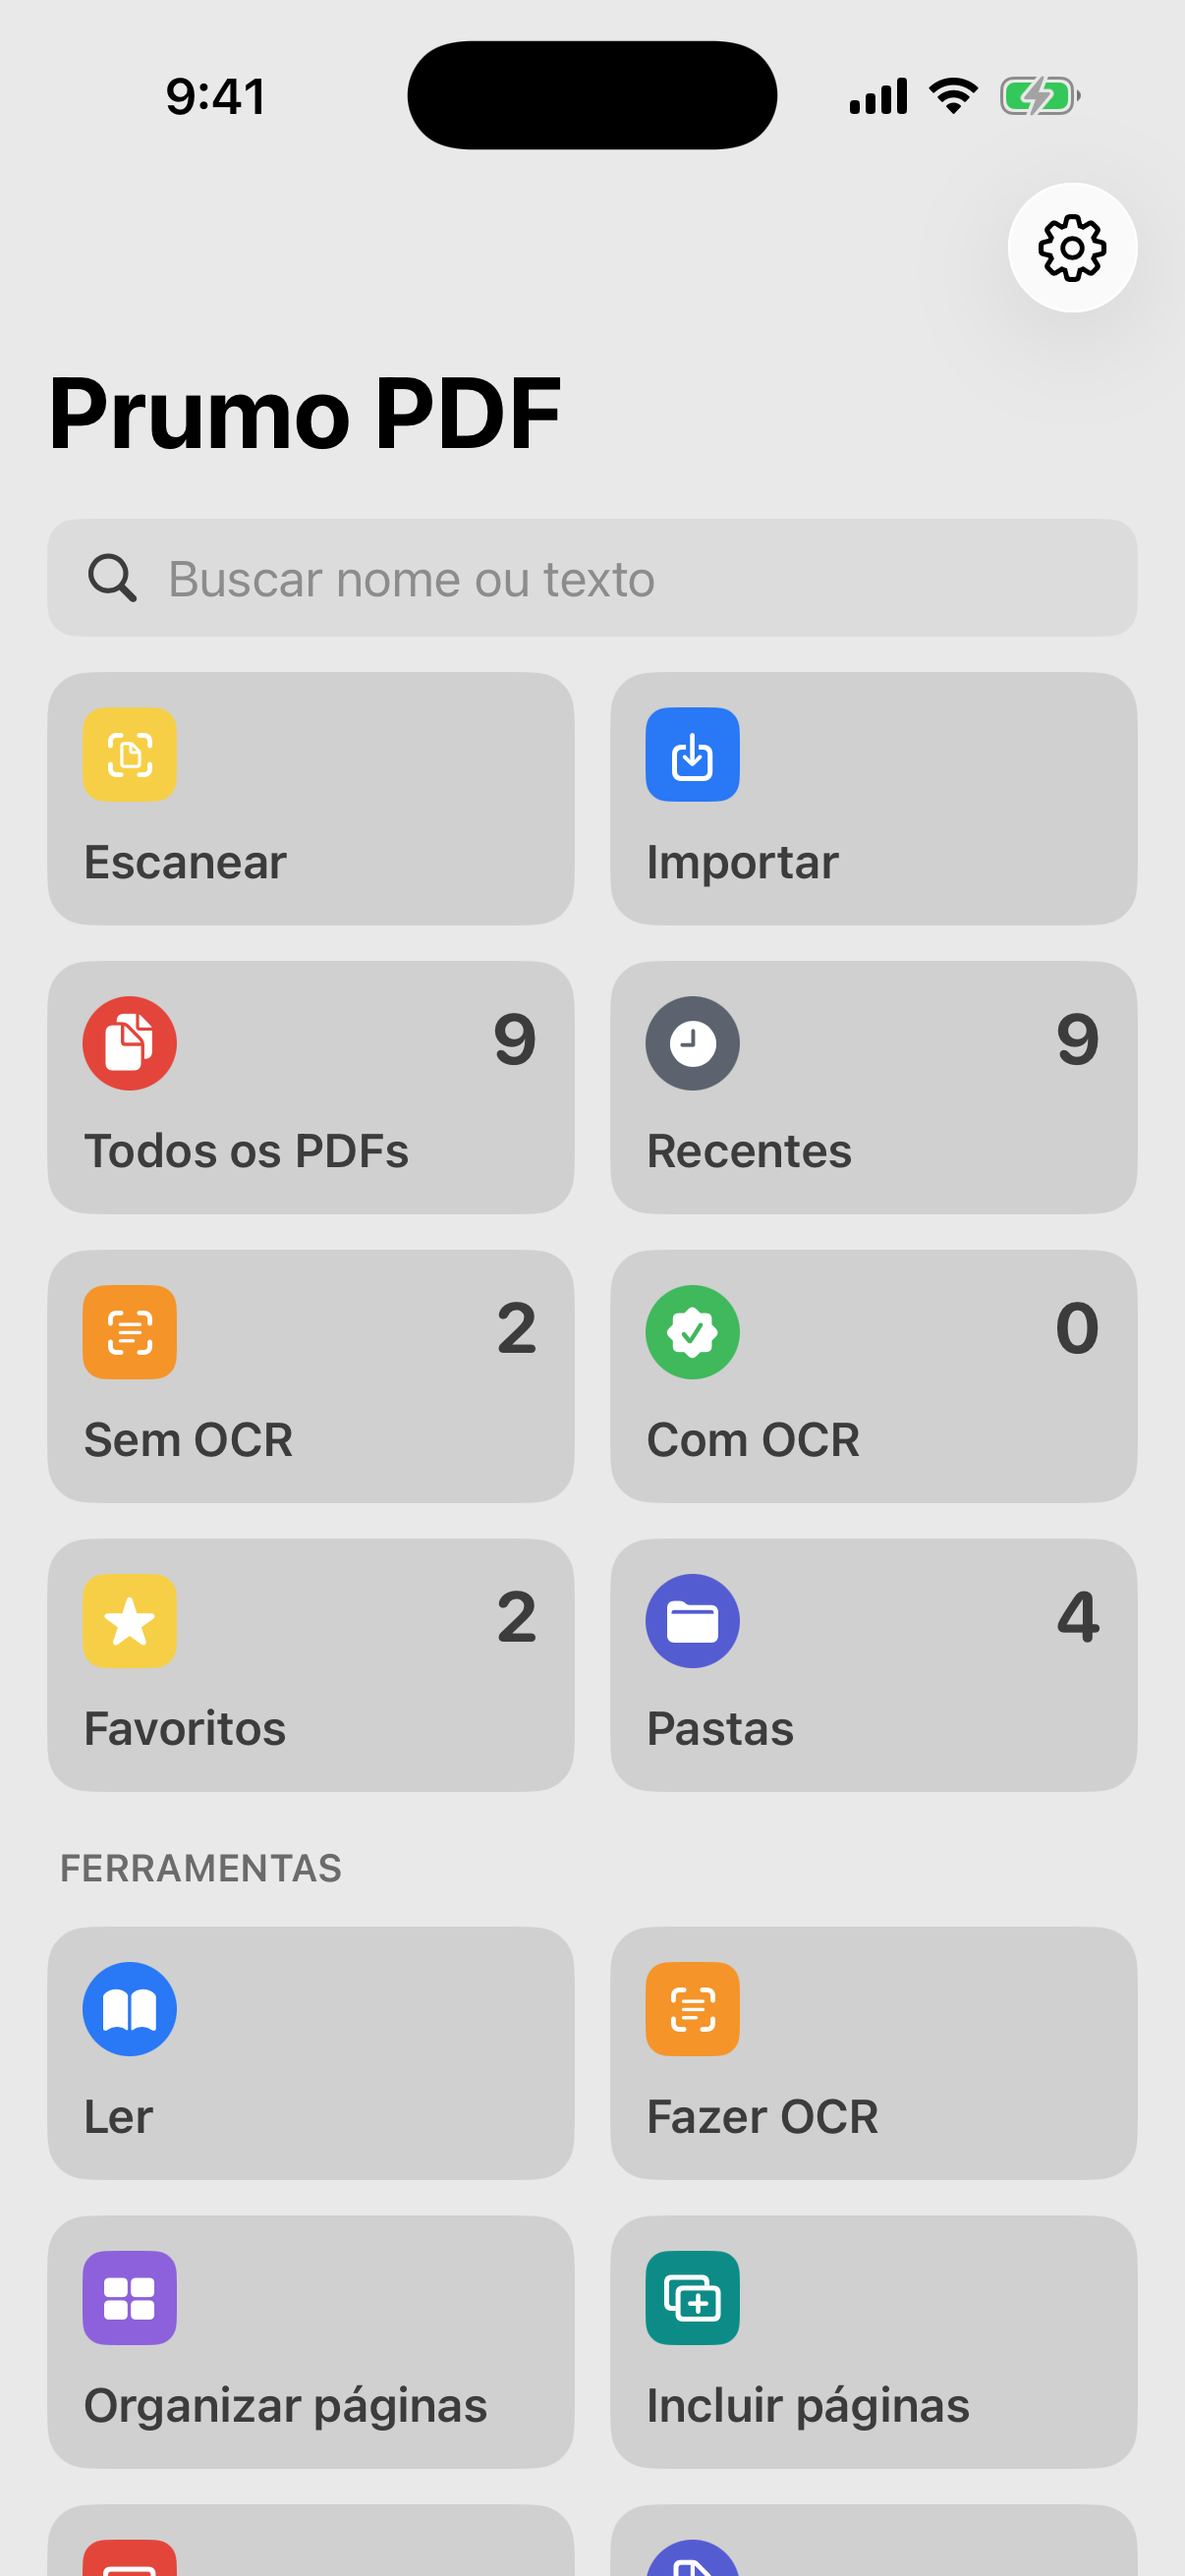 9:41
Prumo PDF
Buscar nome ou texto
Escanear
Importar
9
Todos os PDFs
9
Recentes
2
Sem OCR
0
Com OCR
2
Favoritos
4
Pastas
FERRAMENTAS
Ler
Fazer OCR
Organizar páginas
Incluir páginas